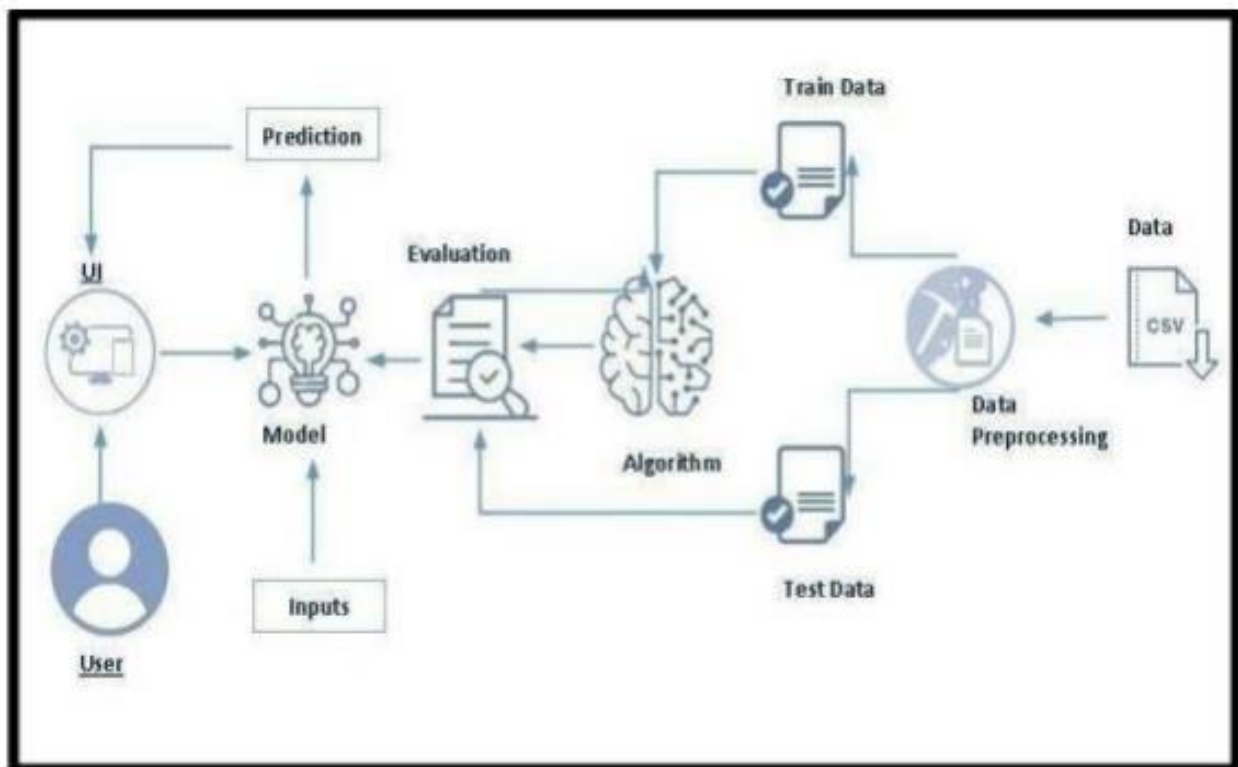 Train Data
Prediction
Data
Evaluation
UI
CSV
Data
Preprocessing
Model
Algorithm
Test Data
Inputs
User